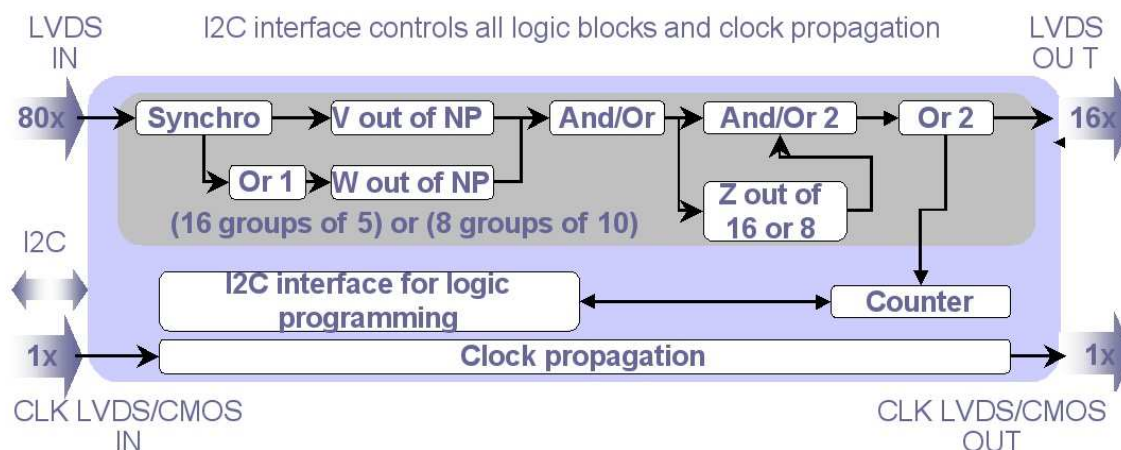 LVDS
IN
I2C interface controls all logic blocks and clock propagation
LVDS
OU T
80x
Synchro
V out of NP
And/Or
And/Or 2
Or 2
16x
Or 1
W out of NP
Z out of
16 or 8
(16 groups of 5) or (8 groups of 10)
I2C
I2C interface for logic
programming
Counter
1x
Clock propagation
1x
CLK LVDS/CMOS
IN
CLK LVDS/CMOS
OUT